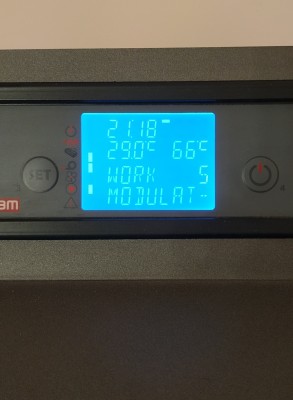 21.18
29.0°C 66°C
SET
WORK 5
MODULAT-